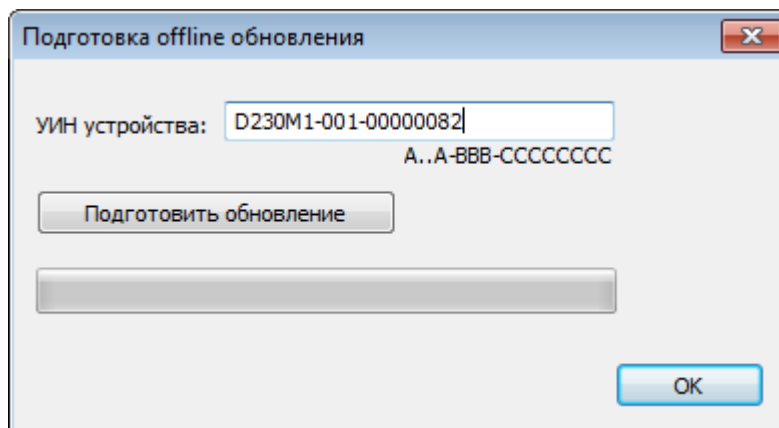 Подготовка offline обновления
УИН устройства: D230M1-001-00000082
A..A-BBB-CCCCCCCC
Подготовить обновление
OK